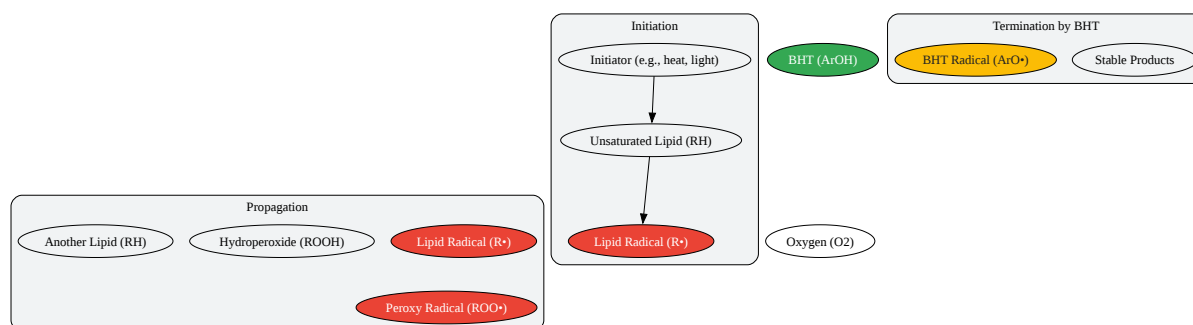 Initiation
Initiator (e.g., heat, light)
Unsaturated Lipid (RH)
Lipid Radical (R•)
BHT (ArOH)
Oxygen (O2)
Termination by BHT
BHT Radical (ArO•)
Stable Products
Propagation
Another Lipid (RH)
Hydroperoxide (ROOH)
Lipid Radical (R•)
Peroxy Radical (ROO•)